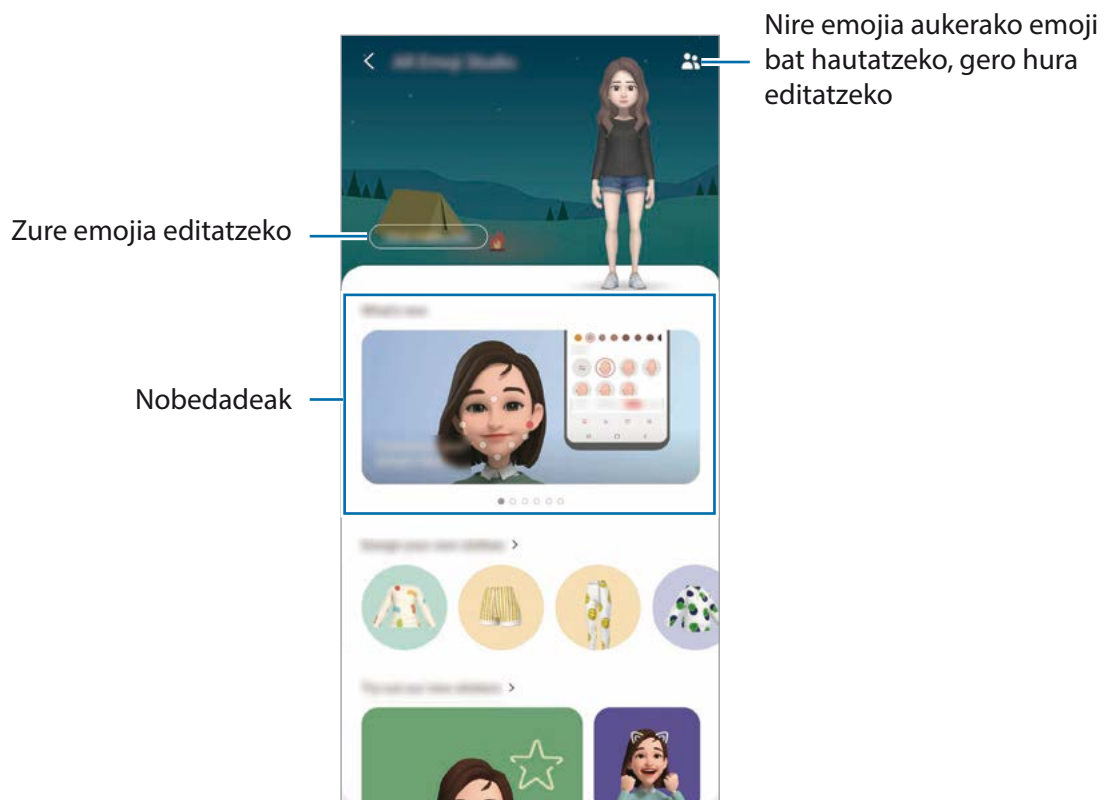 Nire emojia aukerako emoji
bat hautatzeko, gero hura
editatzeko
Zure emojia editatzeko
Nobedadeak